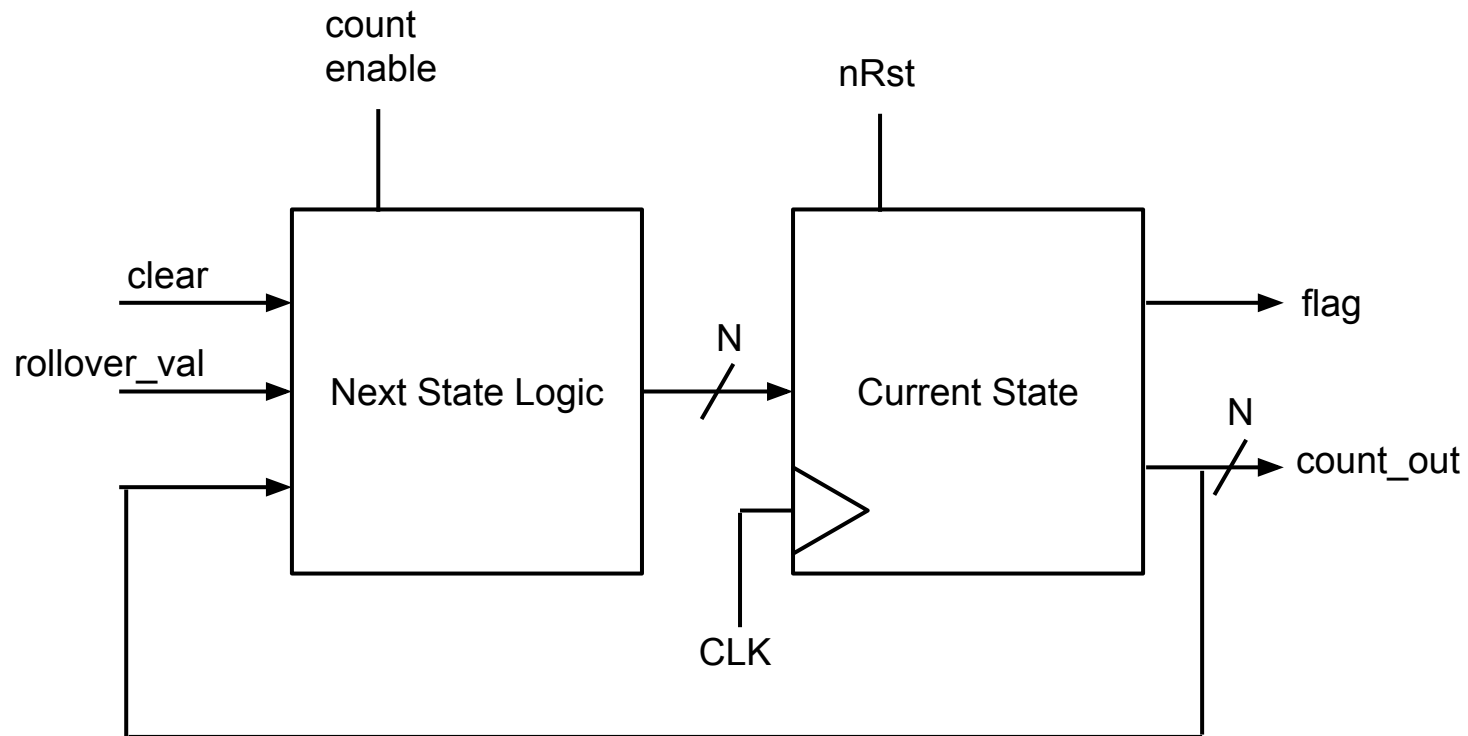 count
enable
nRst
clear
flag
rollover_val
N
Next State Logic
Current State
N
count_out
CLK